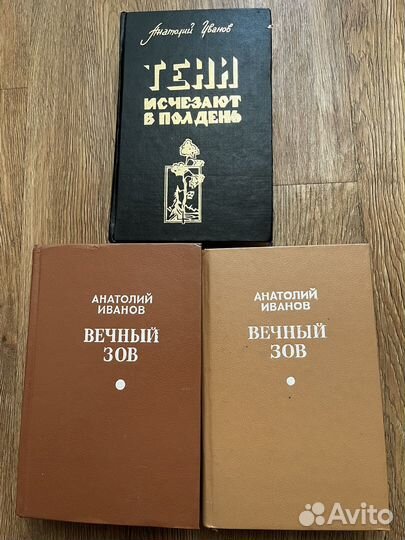 Анатолий Иванов
ТЕНИ
ИСЧЕЗАЮТ
В ПОЛДЕНЬ
АНАТОЛИЙ
ИВАНОВ
ВЕЧНЫЙ
ЗОВ
АНАТОЛИЙ
ИВАНОВ
ВЕЧНЫЙ
ЗОВ
Avito